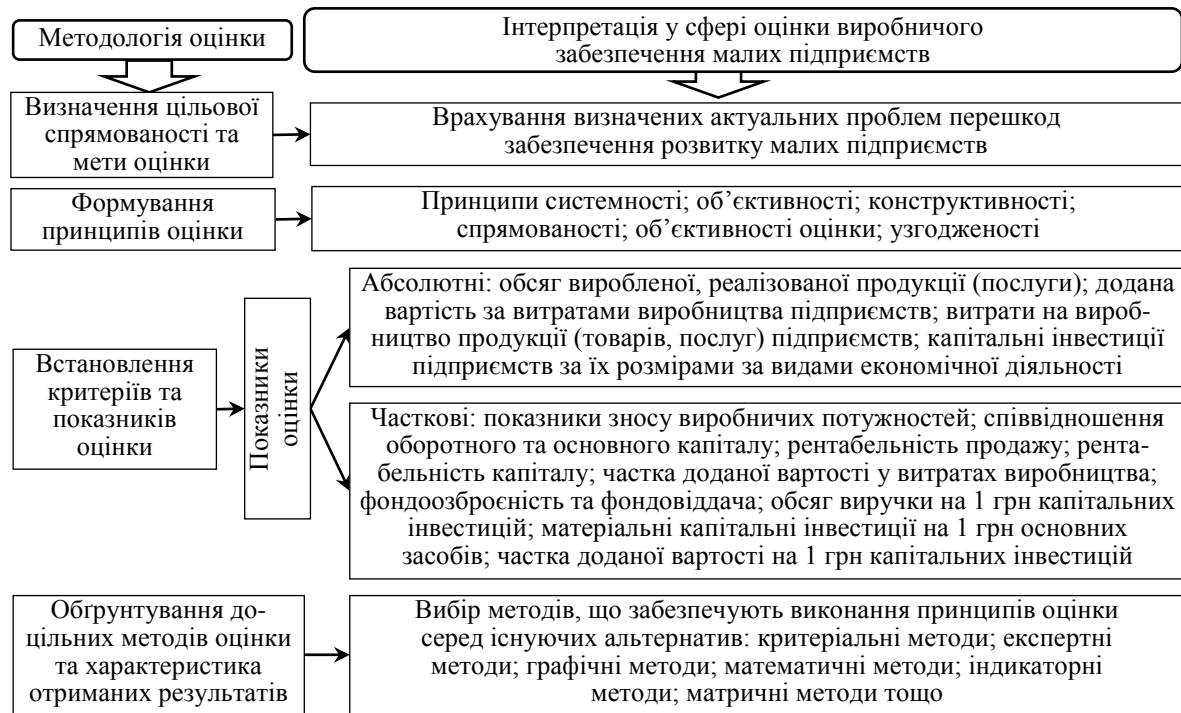 Методологія оцінки
Інтерпретація у сфері оцінки виробничого
забезпечення малих підприємств
Визначення цільової
спрямованості та
мети оцінки
Врахування визначених актуальних проблем перешкод
забезпечення розвитку малих підприємств
Формування
принципів оцінки
Принципи системності; об’єктивності; конструктивності;
спрямованості; об’єктивності оцінки; узгодженості
Встановлення
критеріїв та
показників
оцінки
Показники
оцінки
Абсолютні: обсяг виробленої, реалізованої продукції (послуги); додана
вартість за витратами виробництва підприємств; витрати на вироб-
ництво продукції (товарів, послуг) підприємств; капітальні інвестиції
підприємств за їх розмірами за видами економічної діяльності
Часткові: показники зносу виробничих потужностей; співвідношення
оборотного та основного капіталу; рентабельність продажу; рента-
бельність капіталу; частка доданої вартості у витратах виробництва;
фондоозброєність та фондовіддача; обсяг виручки на 1 грн капітальних
інвестицій; матеріальні капітальні інвестиції на 1 грн основних
засобів; частка доданої вартості на 1 грн капітальних інвестицій
Обґрунтування до-
цільних методів оцінки
та характеристика
отриманих результатів
Вибір методів, що забезпечують виконання принципів оцінки
серед існуючих альтернатив: критеріальні методи; експертні
методи; графічні методи; математичні методи; індикаторні
методи; матричні методи тощо